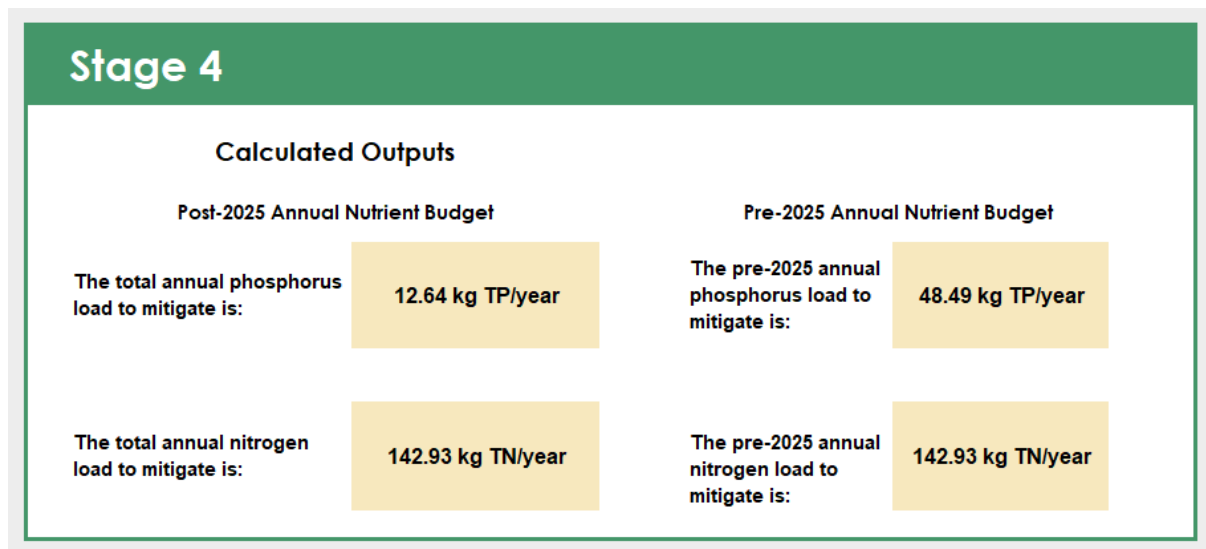 Stage 4
Calculated Outputs
Post-2025 Annual Nutrient Budget
Pre-2025 Annual Nutrient Budget
The total annual phosphorus
load to mitigate is:
12.64 kg TP/year
The pre-2025 annual
phosphorus load to
mitigate is:
48.49 kg TP/year
The total annual nitrogen
load to mitigate is:
142.93 kg TN/year
The pre-2025 annual
nitrogen load to
mitigate is:
142.93 kg TN/year